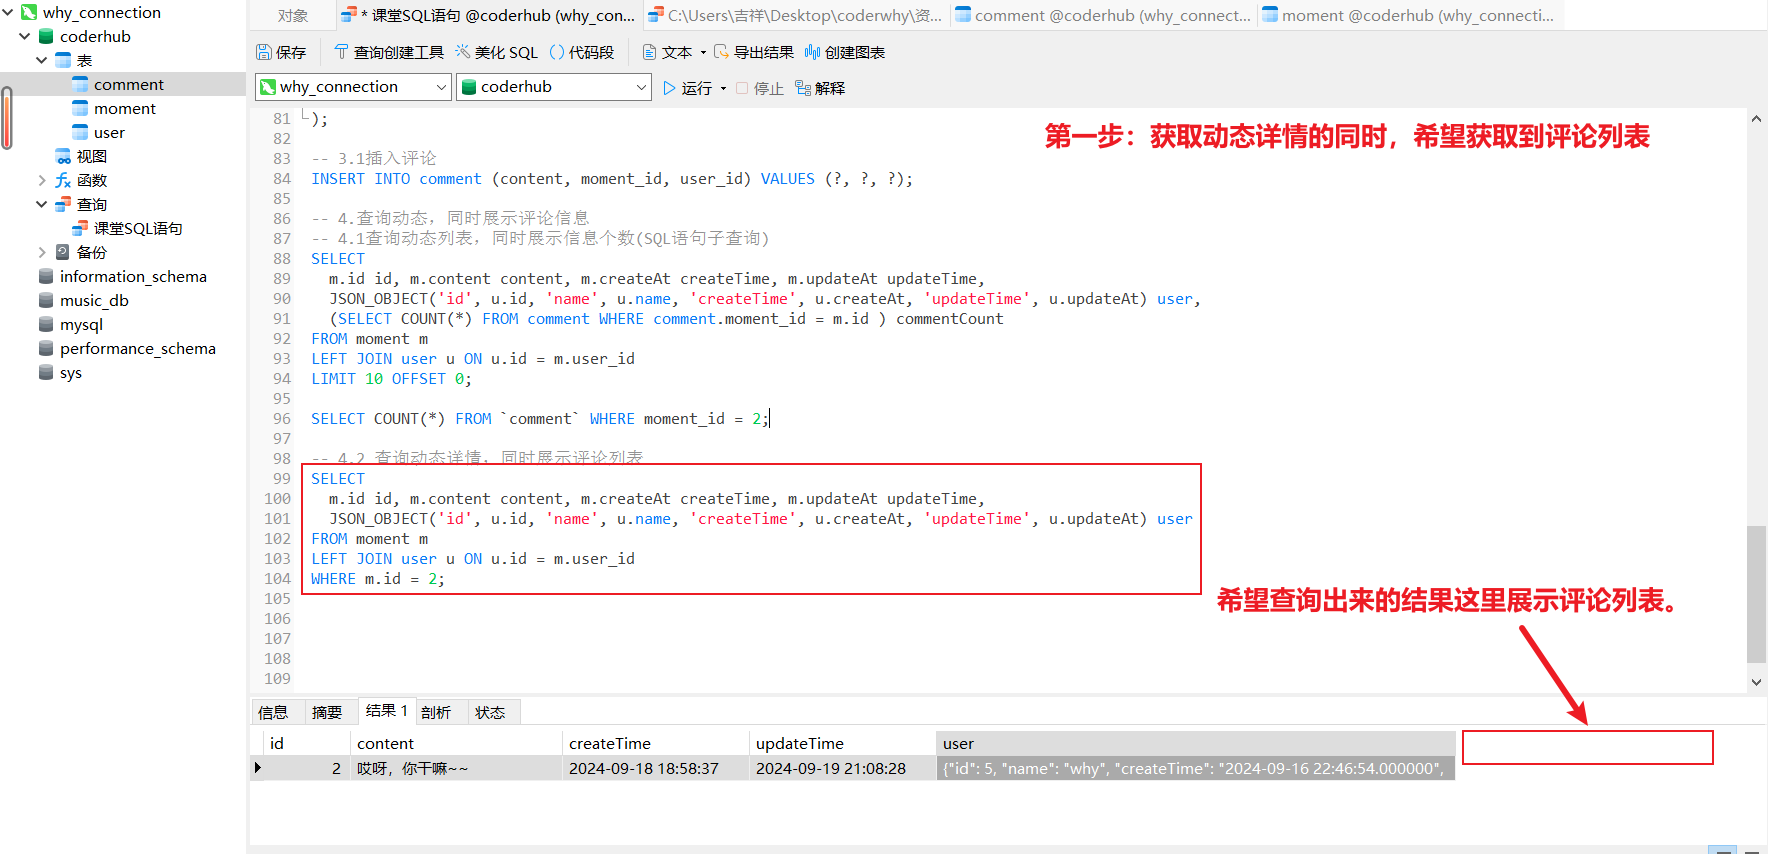 why_connection
coderhub
表
comment
moment
user
视图
函数
查询
课堂SQL语句
备份
information_schema
music_db
mysql
performance_schema
sys
对象
* 课堂SQL语句 @coderhub (why_con...
C:\Users\吉祥\Desktop\coderwhy\资...
comment @coderhub (why_connect...
moment @coderhub (why_connecti...
保存
查询创建工具
美化 SQL
() 代码段
文本
导出结果
创建图表
why_connection
coderhub
运行
停止
解释
第一步：获取动态详情的同时，希望获取到评论列表
81 );
82
83 -- 3.1插入评论
84 INSERT INTO comment (content, moment_id, user_id) VALUES (?, ?, ?);
85
86 -- 4.查询动态，同时展示评论信息
87 -- 4.1查询动态列表，同时展示信息个数(SQL语句子查询)
88 SELECT
89 m.id id, m.content content, m.createAt createTime, m.updateAt updateTime,
90 JSON_OBJECT('id', u.id, 'name', u.name, 'createTime', u.createAt, 'updateTime', u.updateAt) user,
91 (SELECT COUNT(*) FROM comment WHERE comment.moment_id = m.id ) commentCount
92 FROM moment m
93 LEFT JOIN user u ON u.id = m.user_id
94 LIMIT 10 OFFSET 0;
95
96 SELECT COUNT(*) FROM `comment` WHERE moment_id = 2;
97
98 -- 4.2 查询动态详情，同时展示评论列表
99 SELECT
100 m.id id, m.content content, m.createAt createTime, m.updateAt updateTime,
101 JSON_OBJECT('id', u.id, 'name', u.name, 'createTime', u.createAt, 'updateTime', u.updateAt) user
102 FROM moment m
103 LEFT JOIN user u ON u.id = m.user_id
104 WHERE m.id = 2;
105
106
107
108
109
希望查询出来的结果这里展示评论列表。
信息 摘要 结果 1 剖析 状态
id content createTime updateTime user
2 哎呀，你干嘛~~ 2024-09-18 18:58:37 2024-09-19 21:08:28 {"id": 5, "name": "why", "createTime": "2024-09-16 22:46:54.000000",